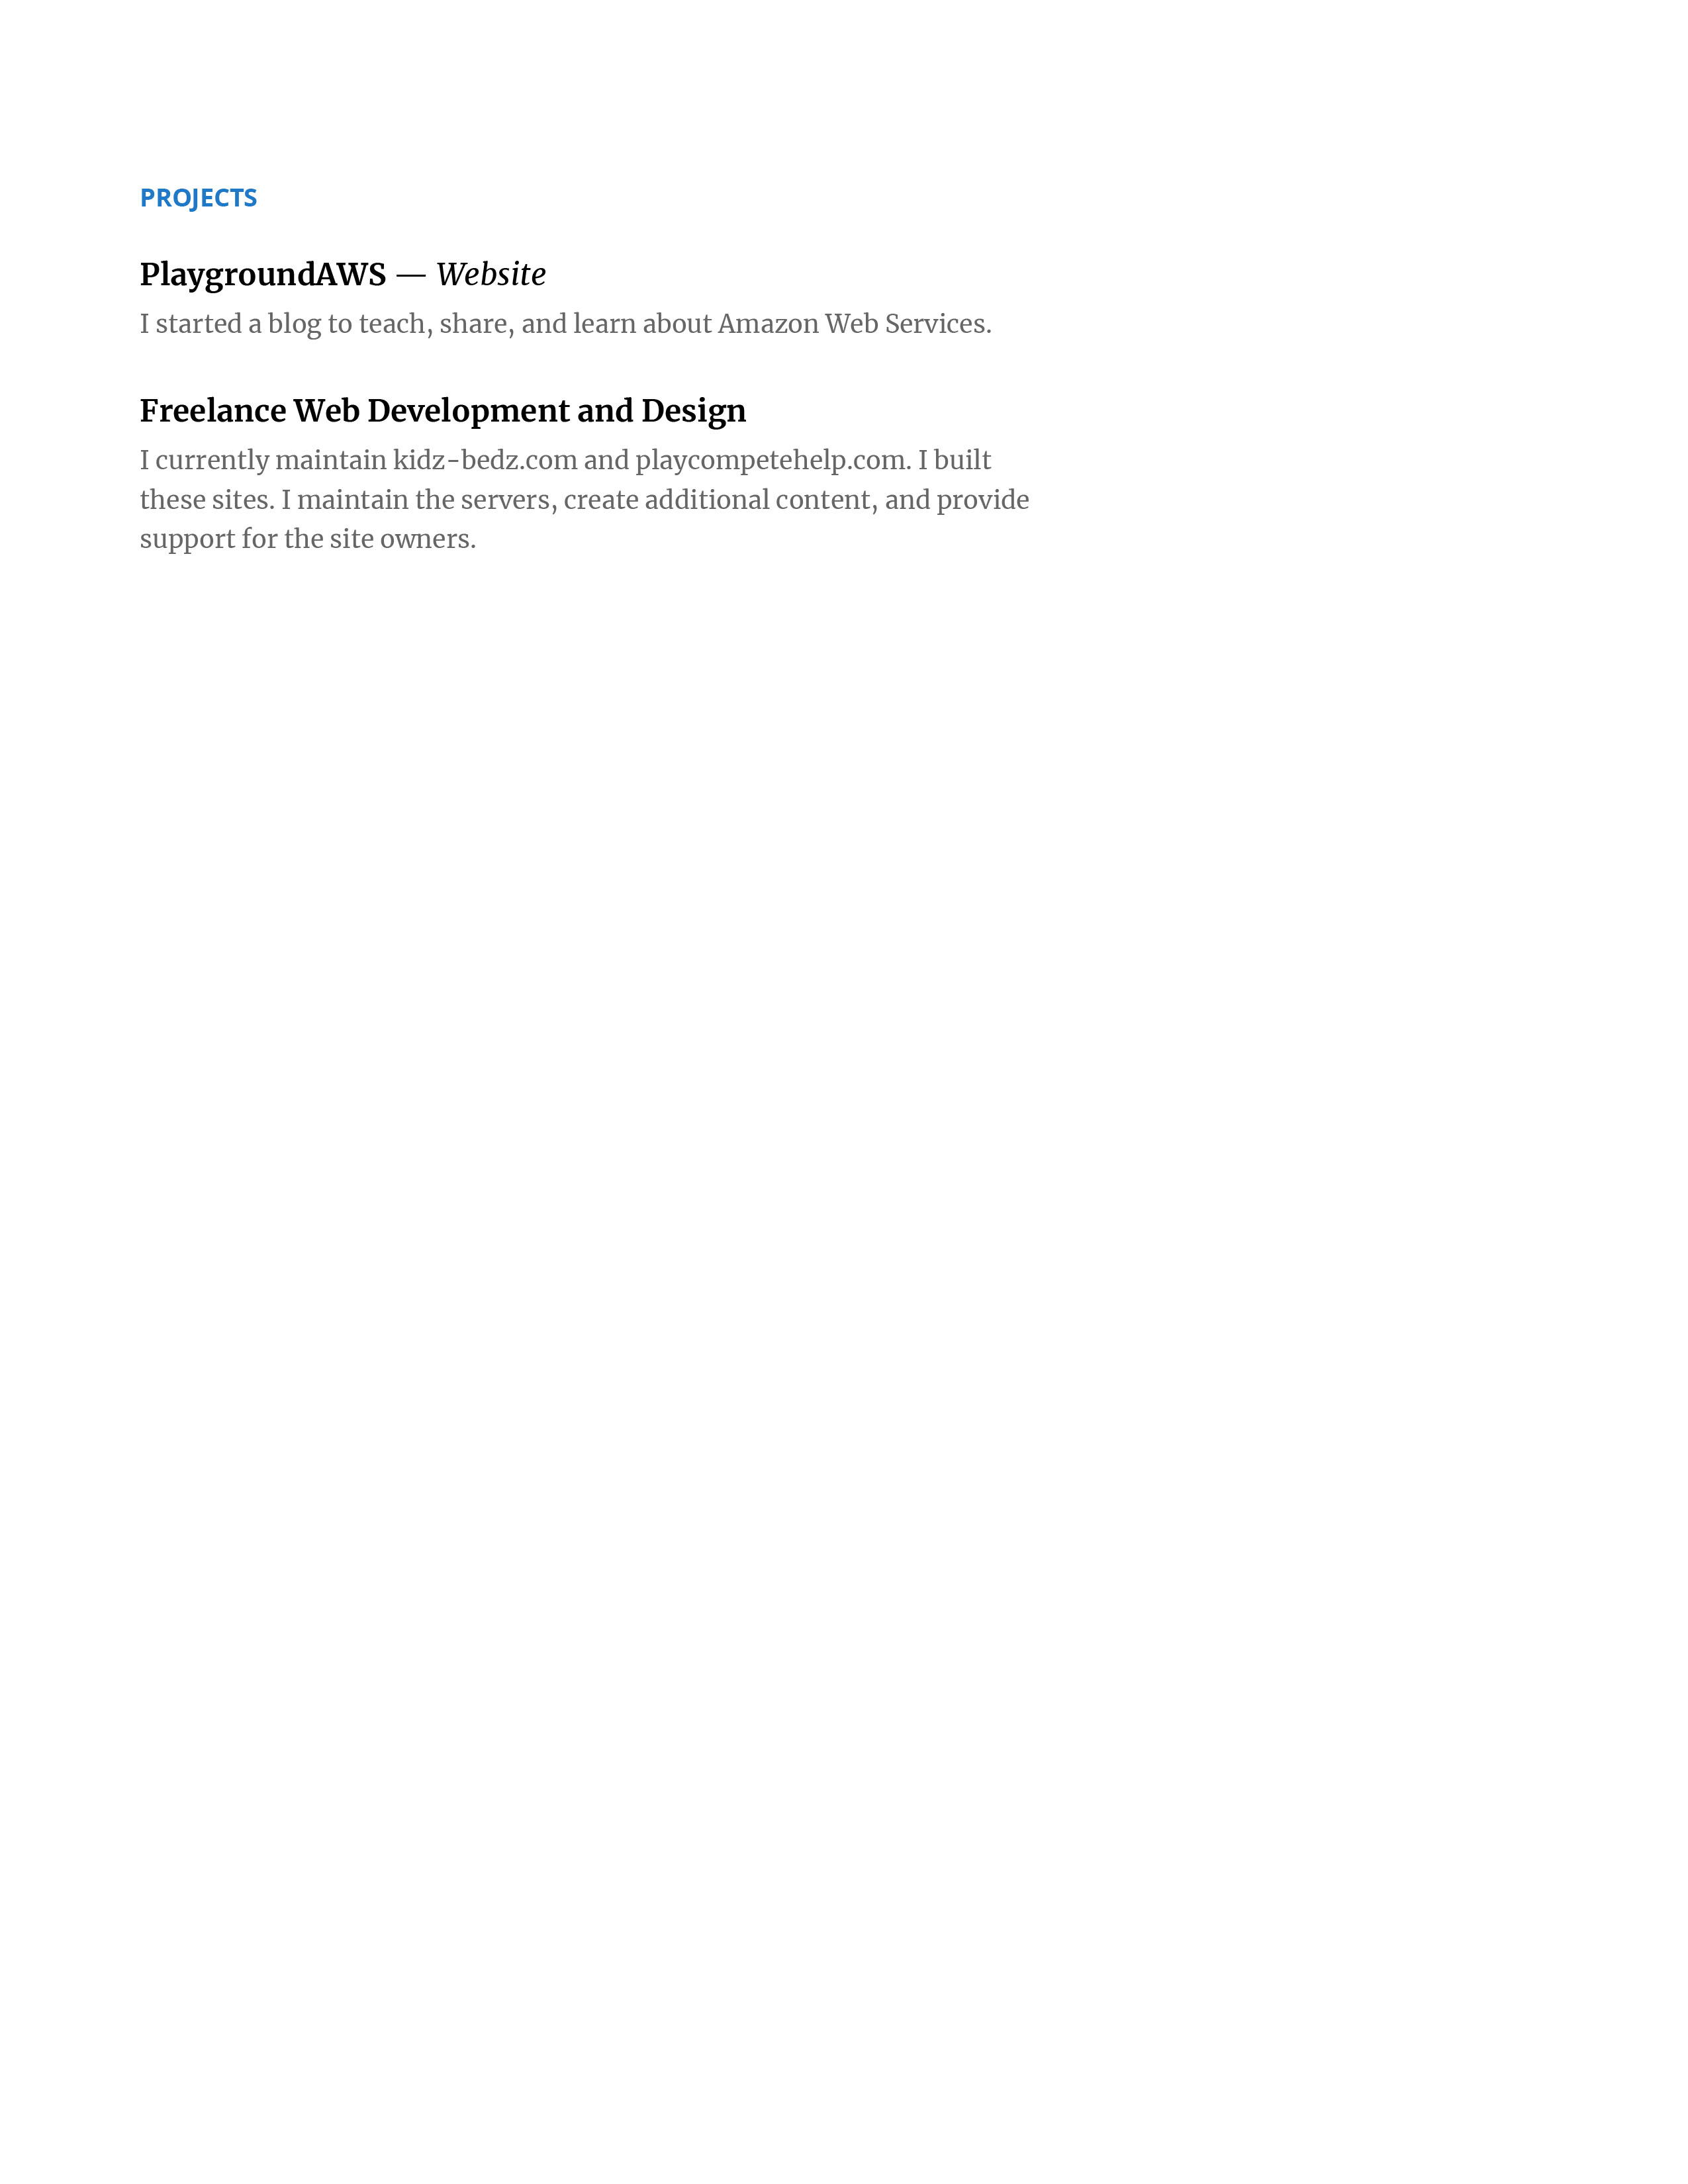 PROJECTS
PlaygroundAWS — Website
I started a blog to teach, share, and learn about Amazon Web Services.
Freelance Web Development and Design
I currently maintain kidz-bedz.com and playcompetehelp.com. I built
these sites. I maintain the servers, create additional content, and provide
support for the site owners.